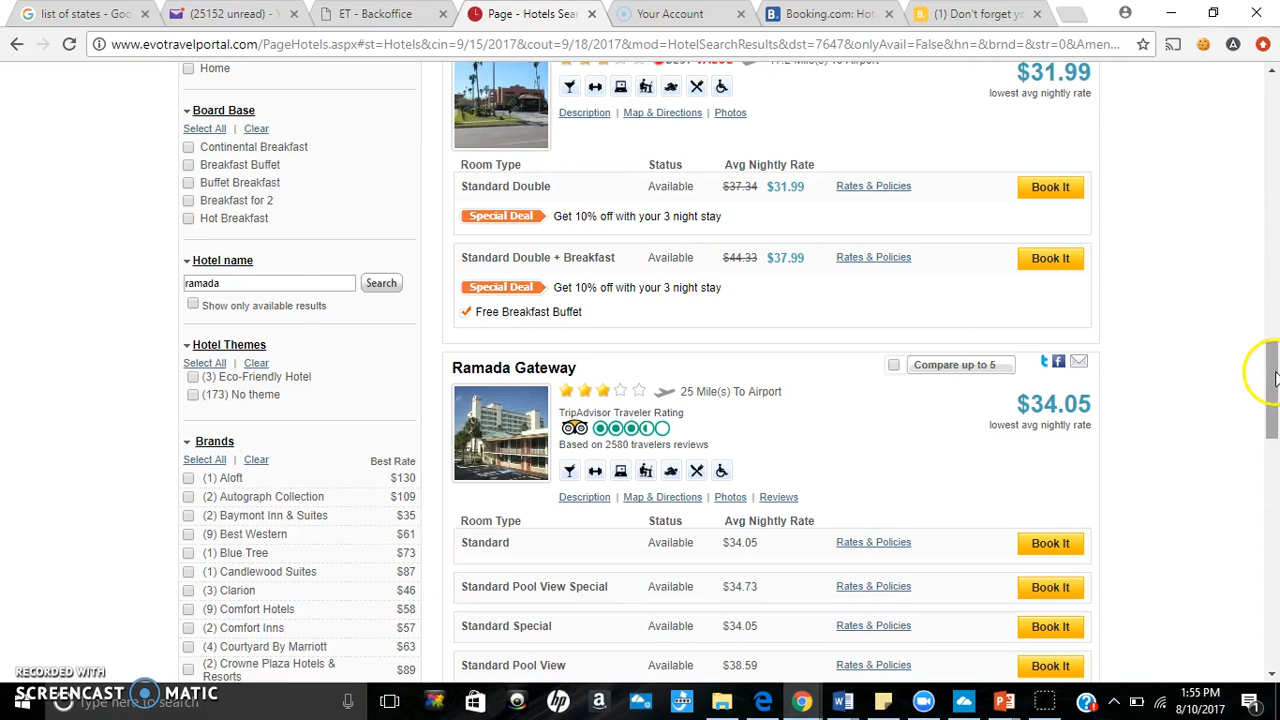 list of states - Goo
(25152 unread) - Y
ET - Backoffice
Page - Hotels Sea
Your Account
Booking.com: Hot
(1) Don't forget yo
www.evotravelportal.com/PageHotels.aspx#st=Hotels&cin=9/15/2017&cout=9/18/2017&mod=HotelSearchResults&dst=7647&onlyAvail=False&hn=&brnd=&str=0&Amen...
Home
Board Base
Select All | Clear
Continental Breakfast
Breakfast Buffet
Buffet Breakfast
Breakfast for 2
Hot Breakfast
Hotel name
ramada Search
Show only available results
Hotel Themes
Select All | Clear
(3) Eco-Friendly Hotel
(173) No theme
Brands
Select All | Clear Best Rate
(1) Aloft $130
(2) Autograph Collection $109
(2) Baymont Inn & Suites $35
(9) Best Western $61
(1) Blue Tree $73
(1) Candlewood Suites $87
(3) Clarion $46
(9) Comfort Hotels $58
(2) Comfort Inns $57
(4) Courtyard By Marriott $63
(2) Crowne Plaza Hotels & Resorts $89
BEST VALUE 17.2 Mile(s) To Airport
$31.99
lowest avg nightly rate
Description | Map & Directions | Photos
Room Type Status Avg Nightly Rate
Standard Double Available $37.34 $31.99 Rates & Policies Book It
Special Deal Get 10% off with your 3 night stay
Standard Double + Breakfast Available $44.33 $37.99 Rates & Policies Book It
Special Deal Get 10% off with your 3 night stay
Free Breakfast Buffet
Ramada Gateway Compare up to 5
25 Mile(s) To Airport
$34.05
lowest avg nightly rate
TripAdvisor Traveler Rating
Based on 2580 travelers reviews
Description | Map & Directions | Photos | Reviews
Room Type Status Avg Nightly Rate
Standard Available $34.05 Rates & Policies Book It
Standard Pool View Special Available $34.73 Rates & Policies Book It
Standard Special Available $34.05 Rates & Policies Book It
Standard Pool View Available $38.59 Rates & Policies Book It
RECORDED WITH
SCREENCAST MATIC
Type here to search
1:55 PM
8/10/2017